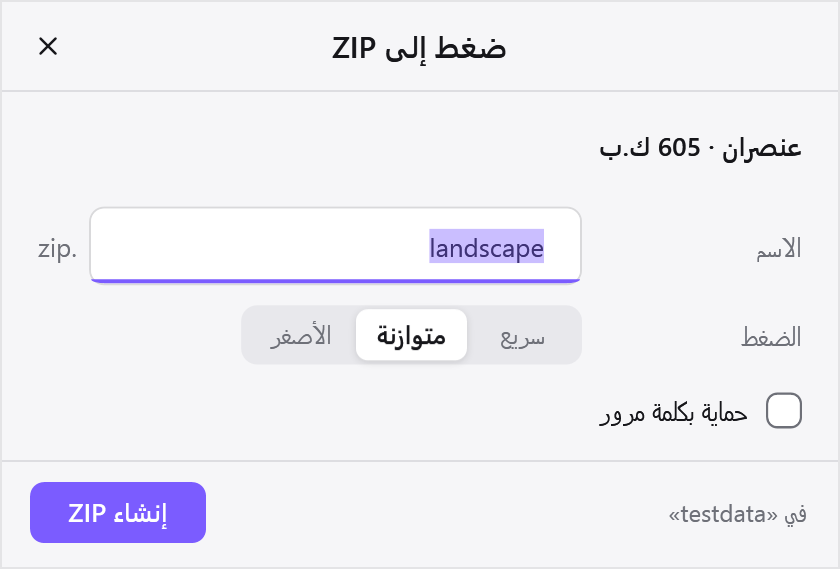 ضغط إلى ZIP
عنصران · 605 ك.ب
الاسم landscape .zip
الضغط سريع متوازنة الأصغر
حماية بكلمة مرور
في «testdata» إنشاء ZIP